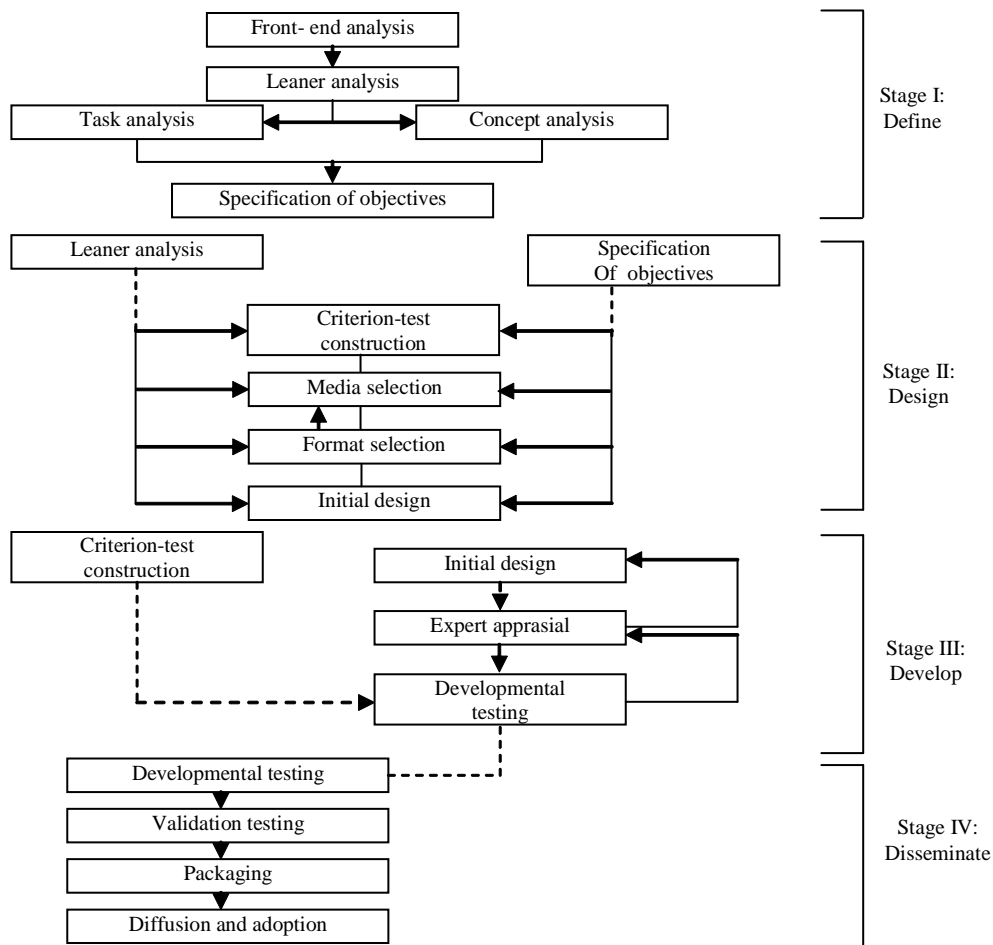 Front- end analysis
Leaner analysis
Task analysis
Concept analysis
Specification of objectives
Stage I:
Define
Leaner analysis
Specification
Of objectives
Criterion-test
construction
Media selection
Format selection
Initial design
Stage II:
Design
Criterion-test
construction
Initial design
Expert apprasial
Developmental
testing
Stage III:
Develop
Developmental testing
Validation testing
Packaging
Diffusion and adoption
Stage IV:
Disseminate